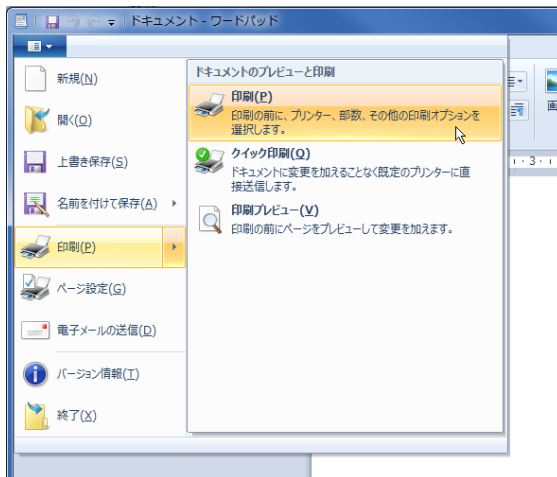 ドキュメント - ワードパッド
新規(N)
開く(O)
上書き保存(S)
名前を付けて保存(A)
印刷(P)
ページ設定(G)
電子メールの送信(D)
バージョン情報(T)
終了(X)
ドキュメントのプレビューと印刷
印刷(P)
印刷の前に、プリンター、部数、その他の印刷オプションを
選択します。
クイック印刷(Q)
ドキュメントに変更を加えることなく既定のプリンターに直
接送信します。
印刷プレビュー(V)
印刷の前にページをプレビューして変更を加えます。
画
3